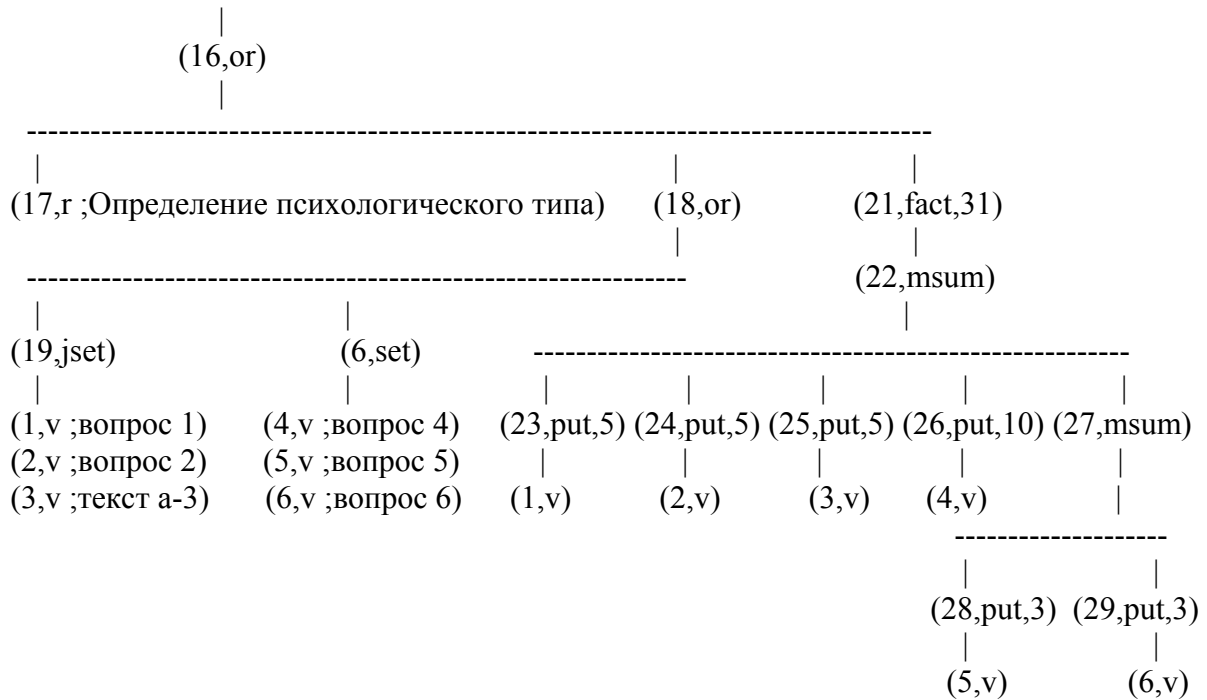 (16,or)
(17,r ;Определение психологического типа) (18,or) (21,fact,31)
(22,msum)
(19,jset) (6,set)
(1,v ;вопрос 1) (4,v ;вопрос 4) (23,put,5) (24,put,5) (25,put,5) (26,put,10) (27,msum)
(2,v ;вопрос 2) (5,v ;вопрос 5)
(3,v ;текст а-3) (6,v ;вопрос 6) (1,v) (2,v) (3,v) (4,v)
(28,put,3) (29,put,3)
(5,v) (6,v)